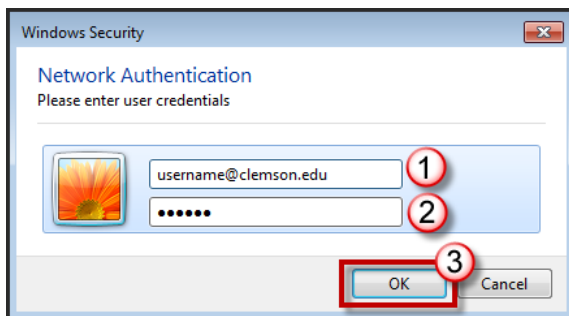 Windows Security
Network Authentication
Please enter user credentials
username@clemson.edu 1
•••••• 2
3
OK Cancel